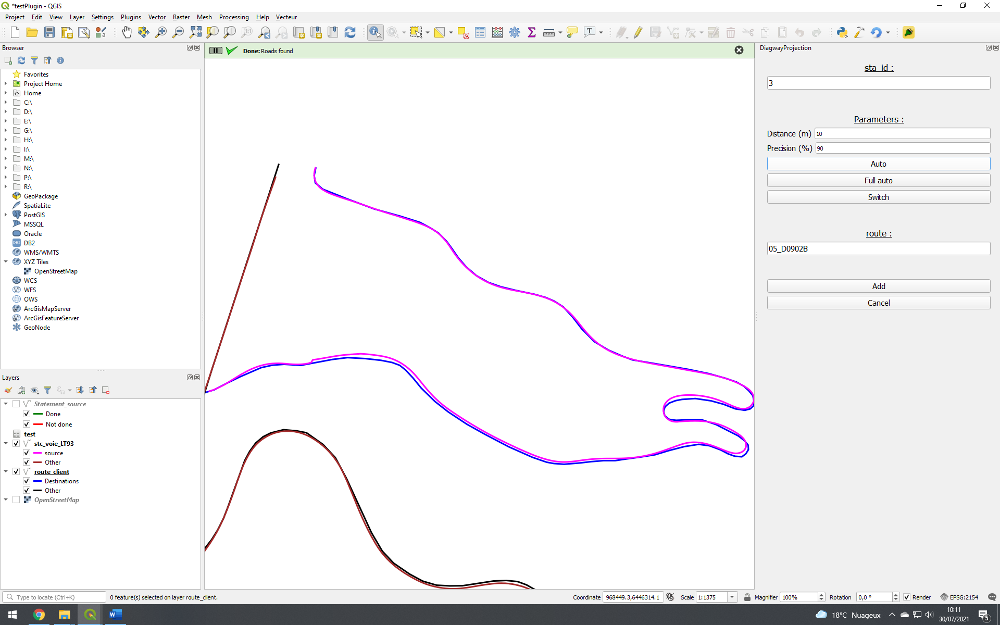 *testPlugin - QGIS
Project Edit View Layer Settings Plugins Vector Raster Mesh Processing Help Vecteur
Browser
Favorites
Project Home
Home
C:\
D:\
E:\
G:\
H:\
I:\
M:\
N:\
P:\
R:\
GeoPackage
SpatiaLite
PostGIS
MSSQL
Oracle
DB2 DB2
WMS/WMTS
XYZ Tiles
OpenStreetMap
WCS
WFS
OWS
ArcGisMapServer
ArcGisFeatureServer
GeoNode
Layers
Statement_source
Done
Not done
test
stc_voie_LT93
source
Other
route_client
Destinations
Other
OpenStreetMap
Done: Roads found
DiagwayProjection
sta_id :
3
Parameters :
Distance (m) 10
Precision (%) 90
Auto
Full auto
Switch
route :
05_D0902B
Add
Cancel
Type to locate (Ctrl+K) 0 feature(s) selected on layer route_client. Coordinate 968449.3,6446314.1 Scale 1:1375 Magnifier 100% Rotation 0,0 ° Render EPSG:2154
18°C Nuageux 10:11
30/07/2021 5